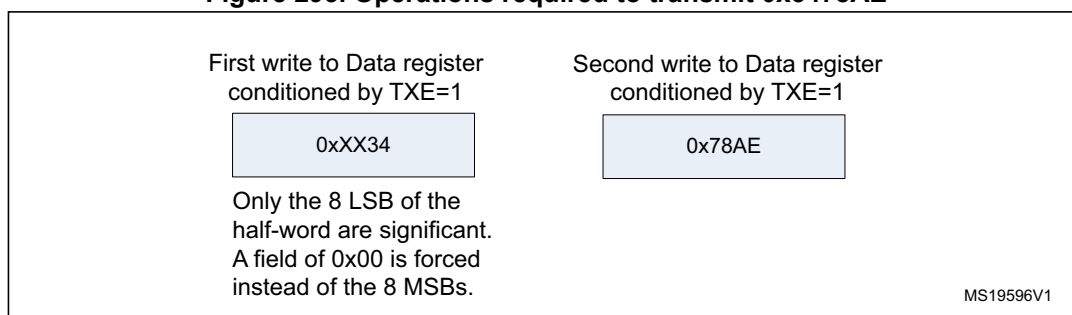 First write to Data register
conditioned by TXE=1
0xXX34
Only the 8 LSB of the
half-word are significant.
A field of 0x00 is forced
instead of the 8 MSBs.
Second write to Data register
conditioned by TXE=1
0x78AE
MS19596V1